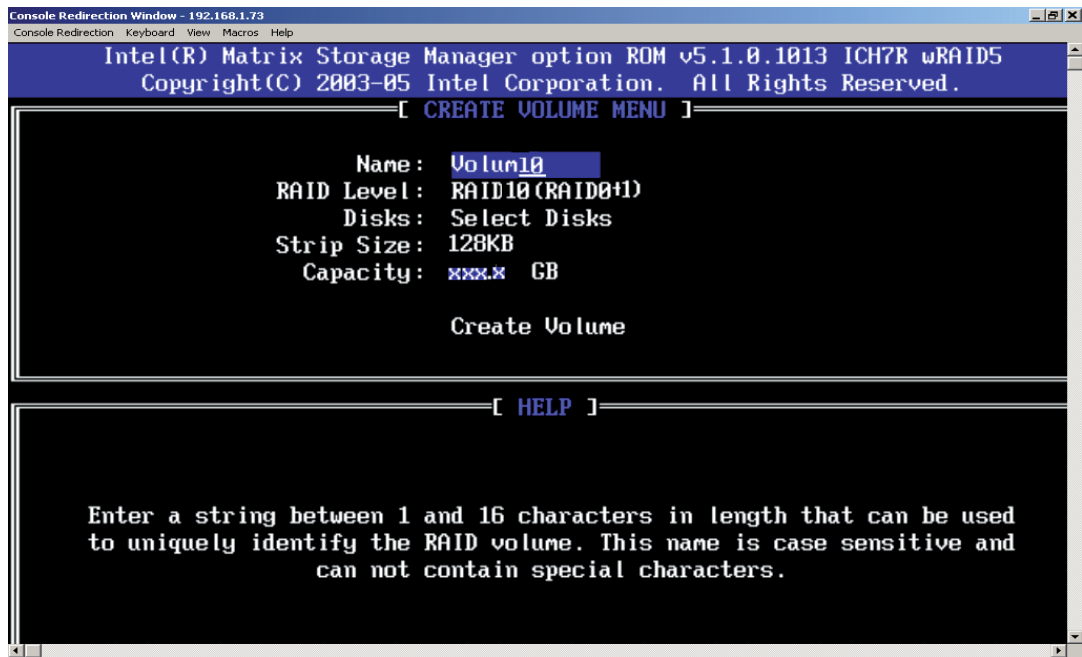 Console Redirection Window - 192.168.1.73
Console Redirection Keyboard View Macros Help
Intel(R) Matrix Storage Manager option ROM v5.1.0.1013 ICH7R wRAID5
Copyright(C) 2003-05 Intel Corporation. All Rights Reserved.
[ CREATE VOLUME MENU ]
Name: Volum10
RAID Level: RAID10(RAID0+1)
Disks: Select Disks
Strip Size: 128KB
Capacity: xxx.x GB
Create Volume
[ HELP ]
Enter a string between 1 and 16 characters in length that can be used
to uniquely identify the RAID volume. This name is case sensitive and
can not contain special characters.